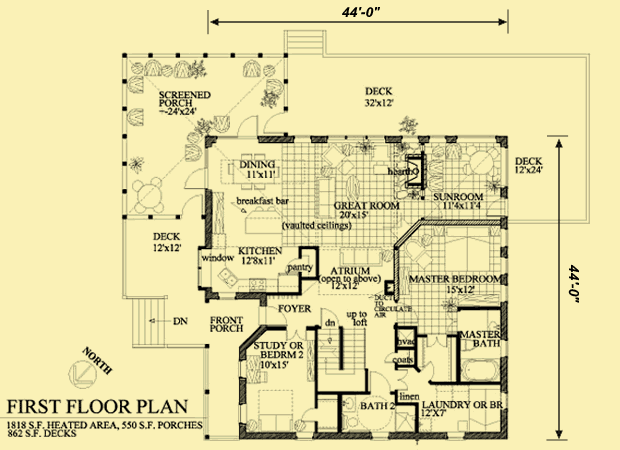 44'-0"
SCREENED
PORCH
~24'x24'
DECK
32'x12'
DINING
11'x11'
hearth
DECK
12'x24'
SUNROOM
11'4x11'4
breakfast bar
GREAT ROOM
20'x15'
(vaulted ceilings)
DECK
12'x12'
window
KITCHEN
12'8x11'
pantry
ATRIUM
(open to above)
12'x12'
MASTER BEDROOM
15'x12'
44'-0"
DUCT
TO
CIRCULATE
AIR
FOYER
up to
loft
dn
DN
FRONT
PORCH
MASTER
BATH
hvac
coats
STUDY OR
BEDRM 2
10'x15'
NORTH
linen
BATH 2
LAUNDRY OR BR
12'X7'
FIRST FLOOR PLAN
1818 S.F. HEATED AREA, 550 S.F. PORCHES
862 S.F. DECKS